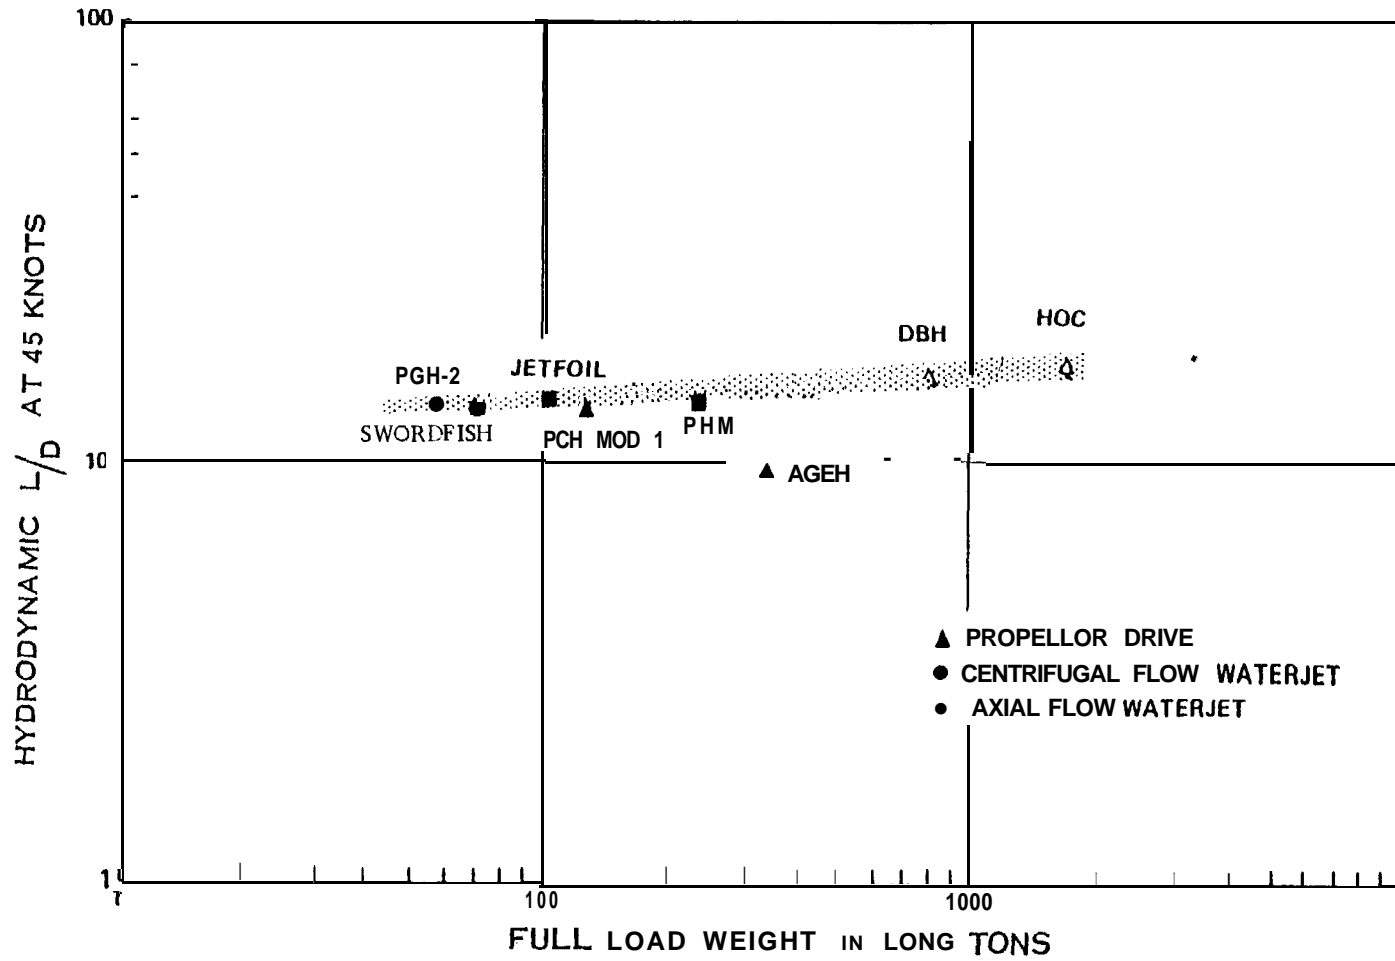 100
HYDRODYNAMIC L/D AT 45 KNOTS
HOC
DBH
JETFOIL
PGH-2
PHM
SWORDFISH
PCH MOD 1
10
AGEH
PROPELLOR DRIVE
CENTRIFUGAL FLOW WATERJET
AXIAL FLOW WATERJET
1
100
1000
FULL LOAD WEIGHT IN LONG TONS